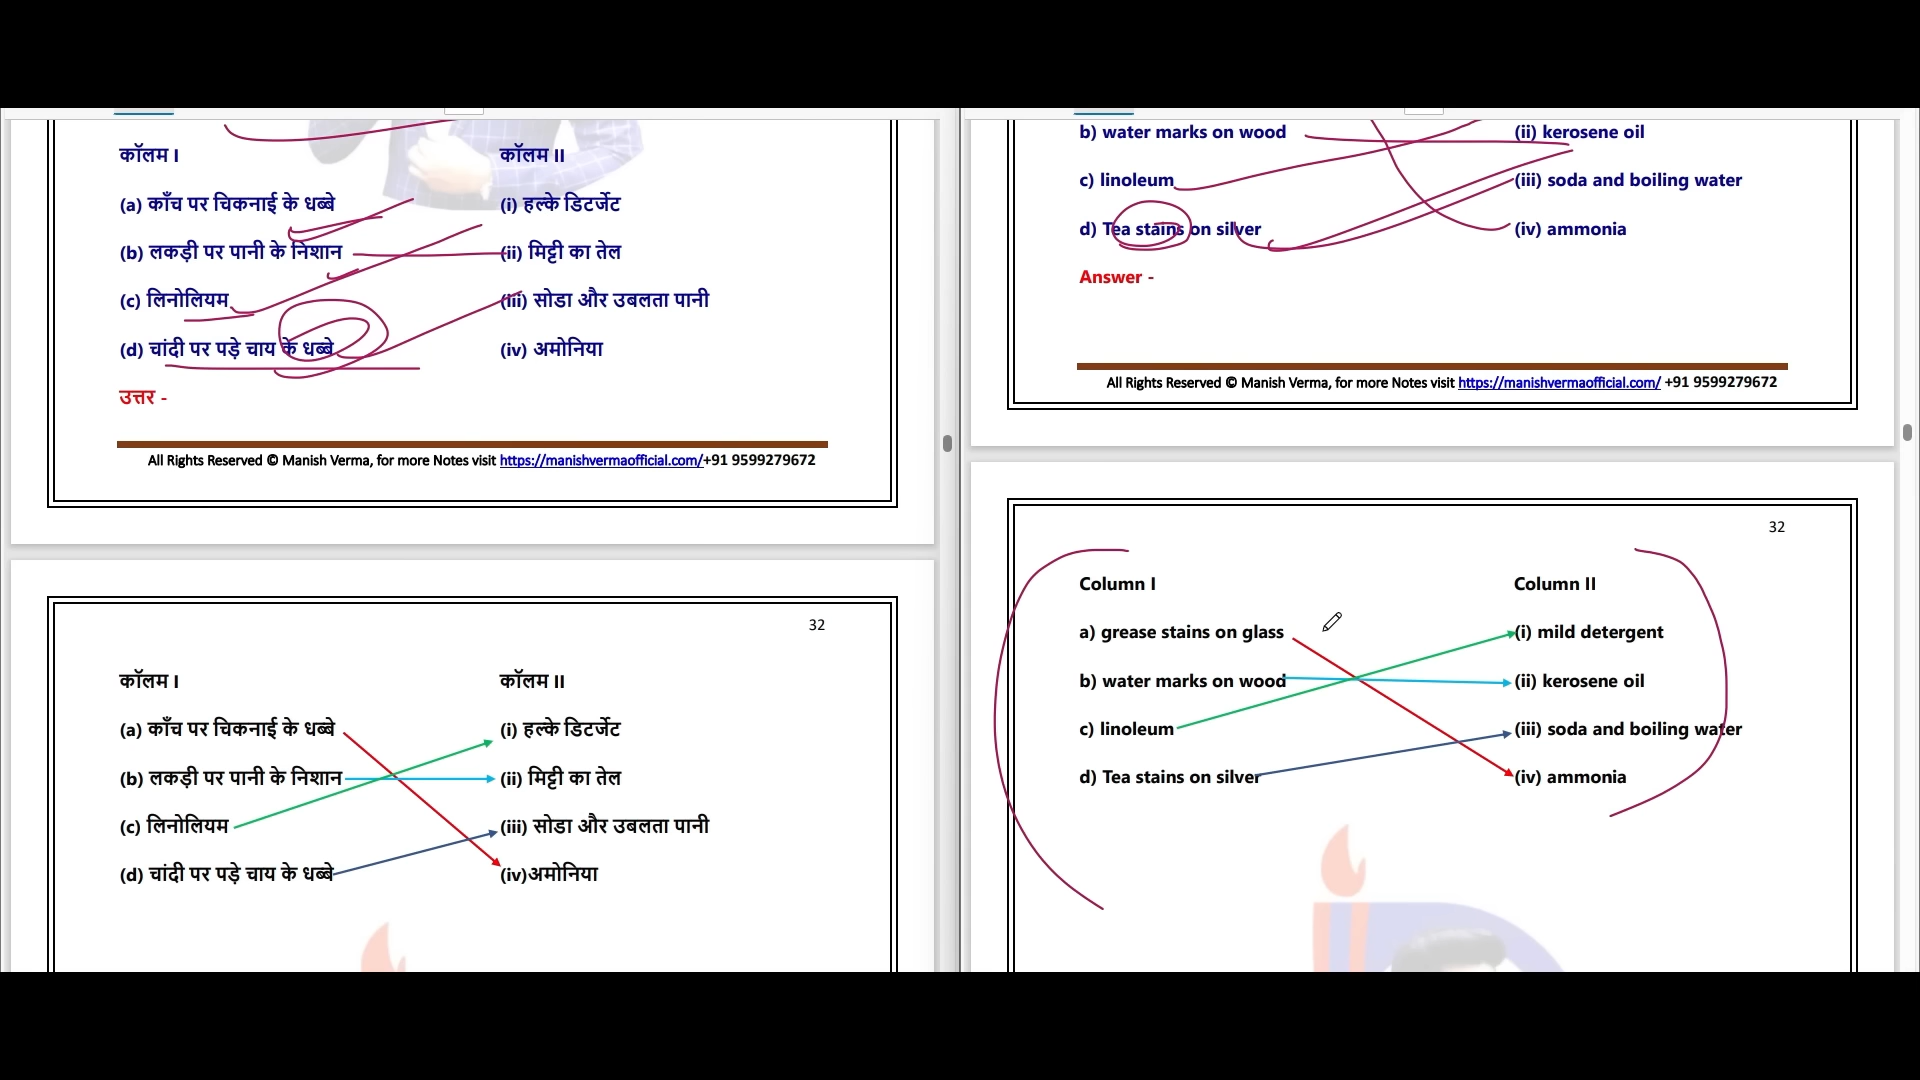 कॉलम I कॉलम II
(a) काँच पर चिकनाई के धब्बे (i) हल्के डिटर्जेंट
(b) लकड़ी पर पानी के निशान (ii) मिट्टी का तेल
(c) लिनोलियम (iii) सोडा और उबलता पानी
(d) चांदी पर पड़े चाय के धब्बे (iv) अमोनिया
उत्तर -
All Rights Reserved © Manish Verma, for more Notes visit https://manishvermaofficial.com/+91 9599279672
32
कॉलम I कॉलम II
(a) काँच पर चिकनाई के धब्बे (i) हल्के डिटर्जेंट
(b) लकड़ी पर पानी के निशान (ii) मिट्टी का तेल
(c) लिनोलियम (iii) सोडा और उबलता पानी
(d) चांदी पर पड़े चाय के धब्बे (iv)अमोनिया
b) water marks on wood (ii) kerosene oil
c) linoleum (iii) soda and boiling water
d) Tea stains on silver (iv) ammonia
Answer -
All Rights Reserved © Manish Verma, for more Notes visit https://manishvermaofficial.com/ +91 9599279672
32
Column I Column II
a) grease stains on glass (i) mild detergent
b) water marks on wood (ii) kerosene oil
c) linoleum (iii) soda and boiling water
d) Tea stains on silver (iv) ammonia